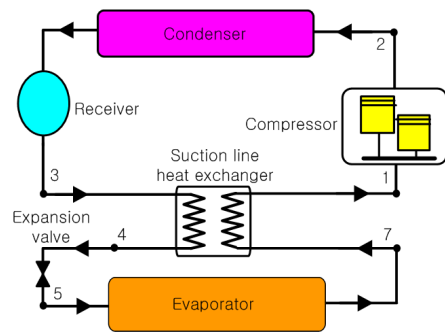 Condenser
2
Receiver
Compressor
3
Suction line
heat exchanger
1
Expansion
valve
4
7
5
Evaporator